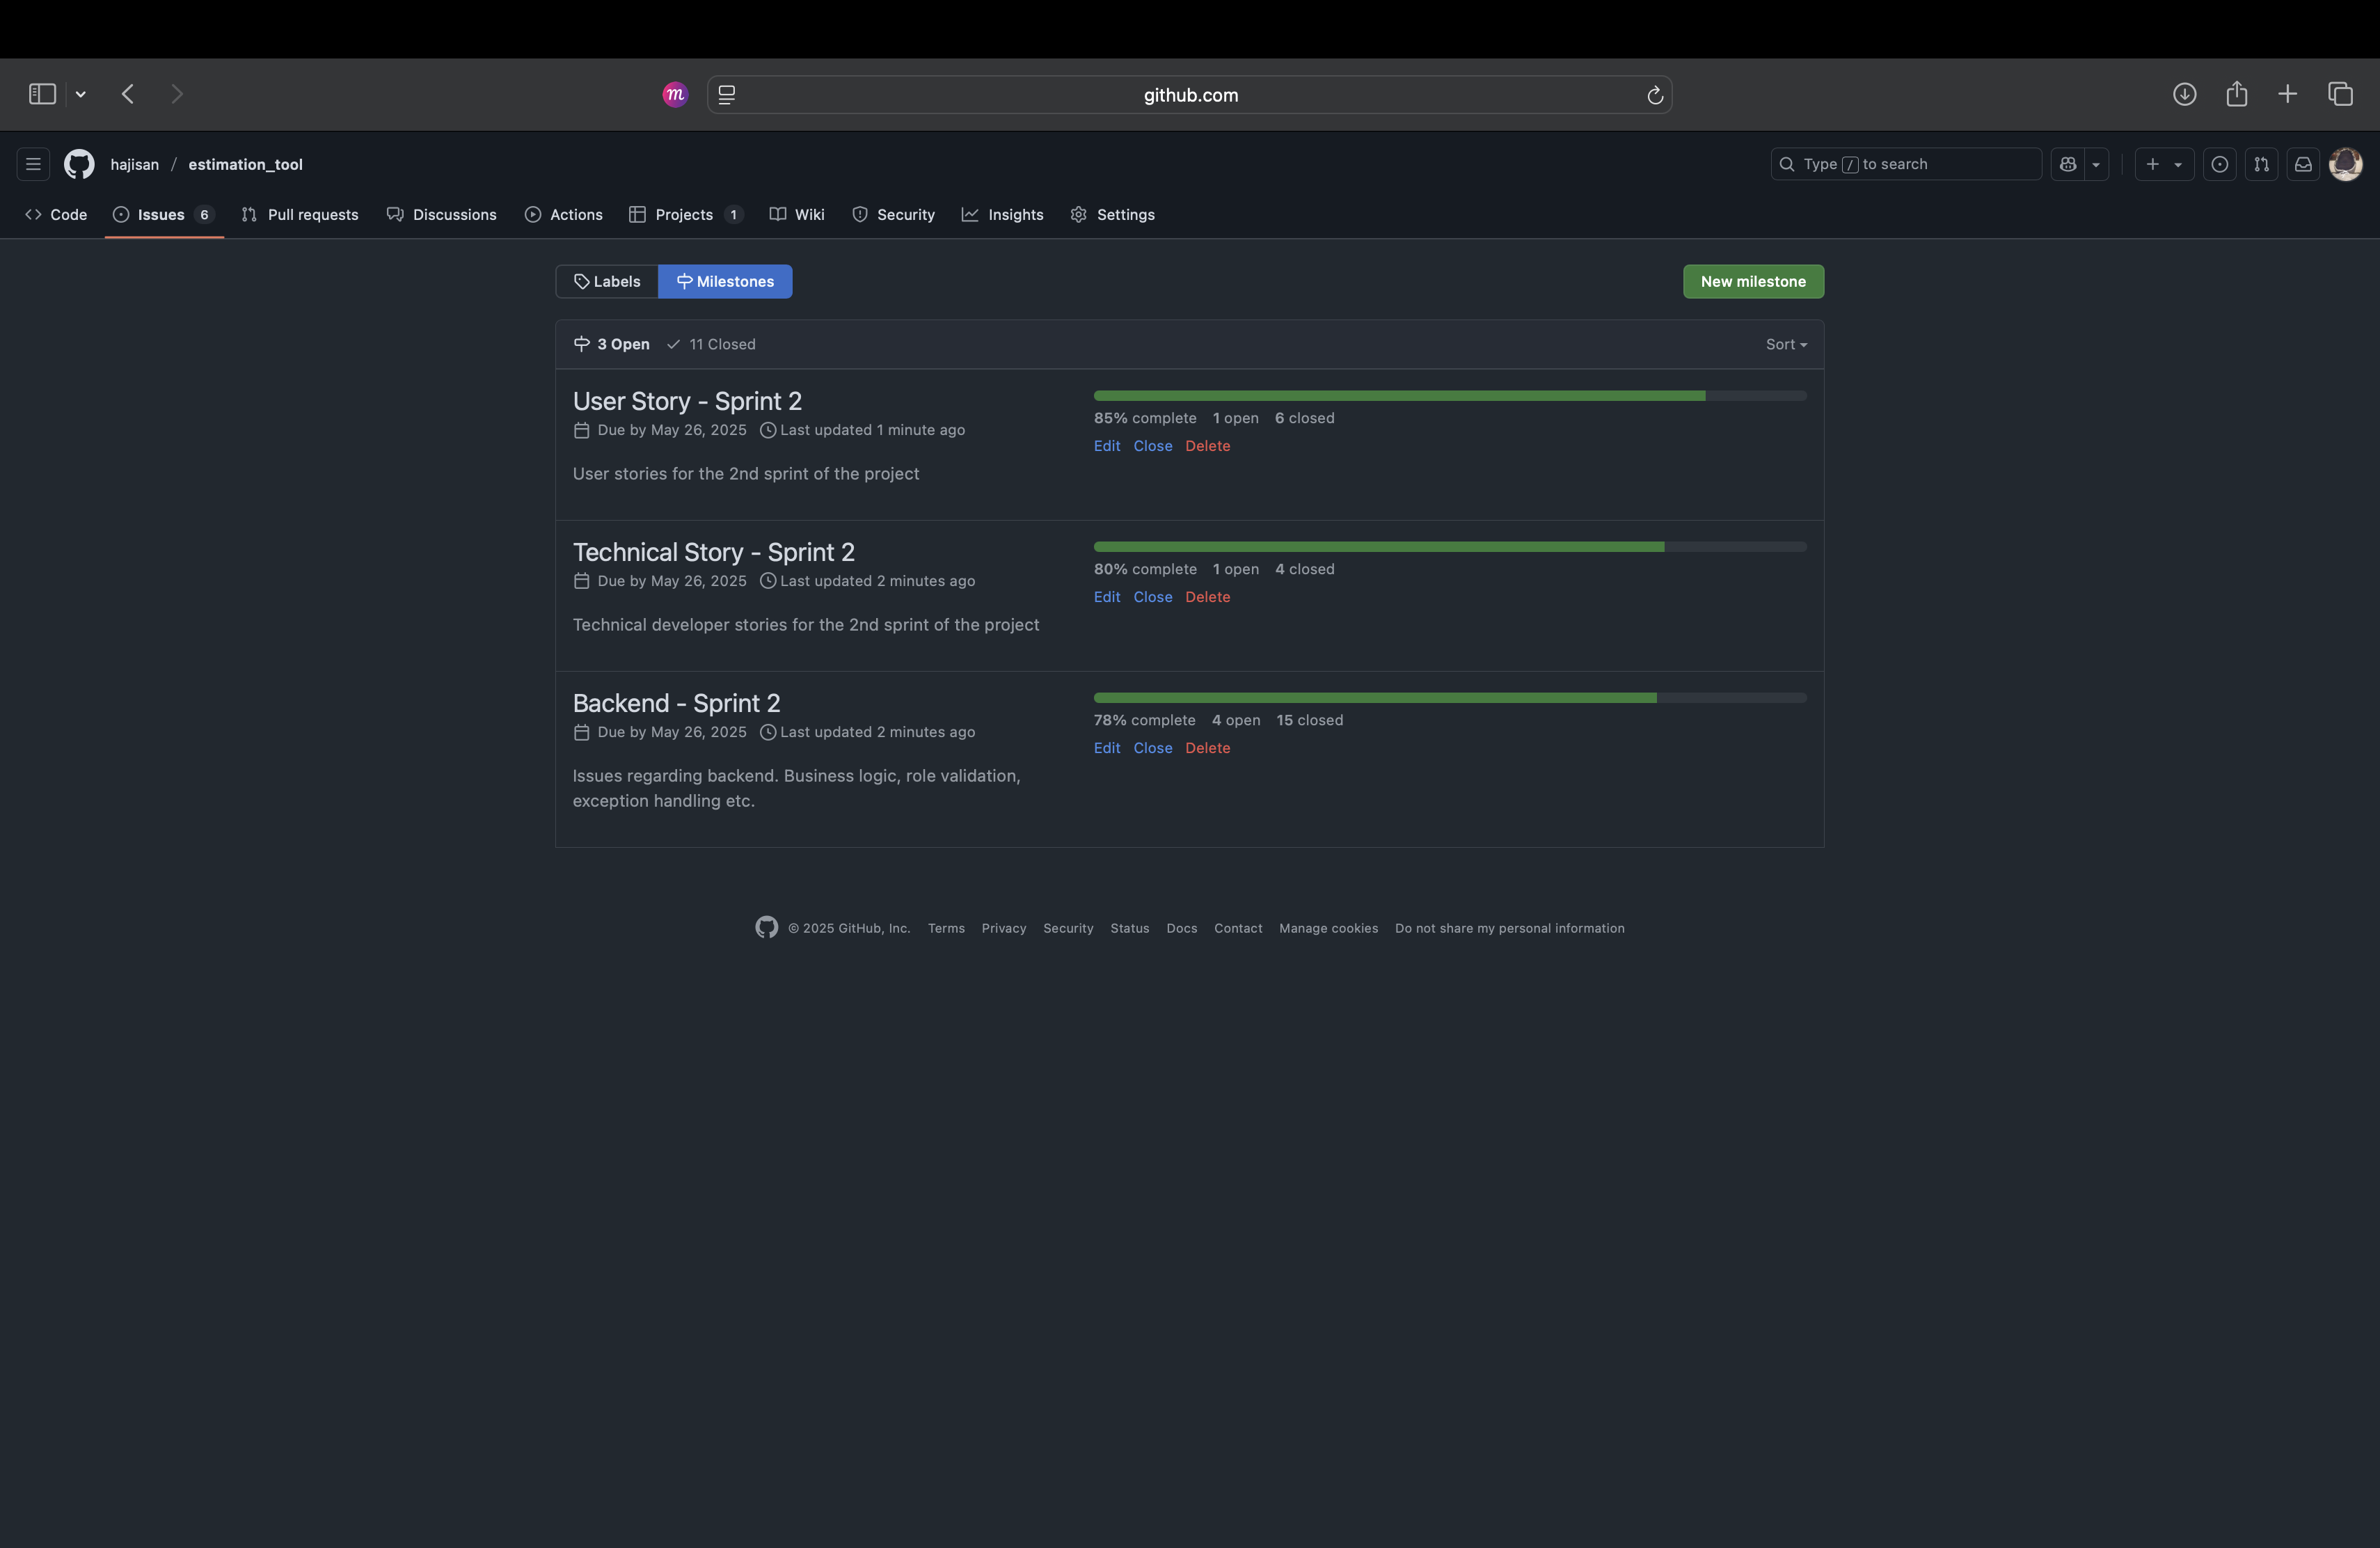 github.com
hajisan / estimation_tool
Type / to search
Code Issues 6 Pull requests Discussions Actions Projects 1 Wiki Security Insights Settings
Labels Milestones New milestone
3 Open 11 Closed Sort
User Story - Sprint 2
Due by May 26, 2025 Last updated 1 minute ago
User stories for the 2nd sprint of the project
85% complete 1 open 6 closed
Edit Close Delete
Technical Story - Sprint 2
Due by May 26, 2025 Last updated 2 minutes ago
Technical developer stories for the 2nd sprint of the project
80% complete 1 open 4 closed
Edit Close Delete
Backend - Sprint 2
Due by May 26, 2025 Last updated 2 minutes ago
Issues regarding backend. Business logic, role validation,
exception handling etc.
78% complete 4 open 15 closed
Edit Close Delete
© 2025 GitHub, Inc. Terms Privacy Security Status Docs Contact Manage cookies Do not share my personal information